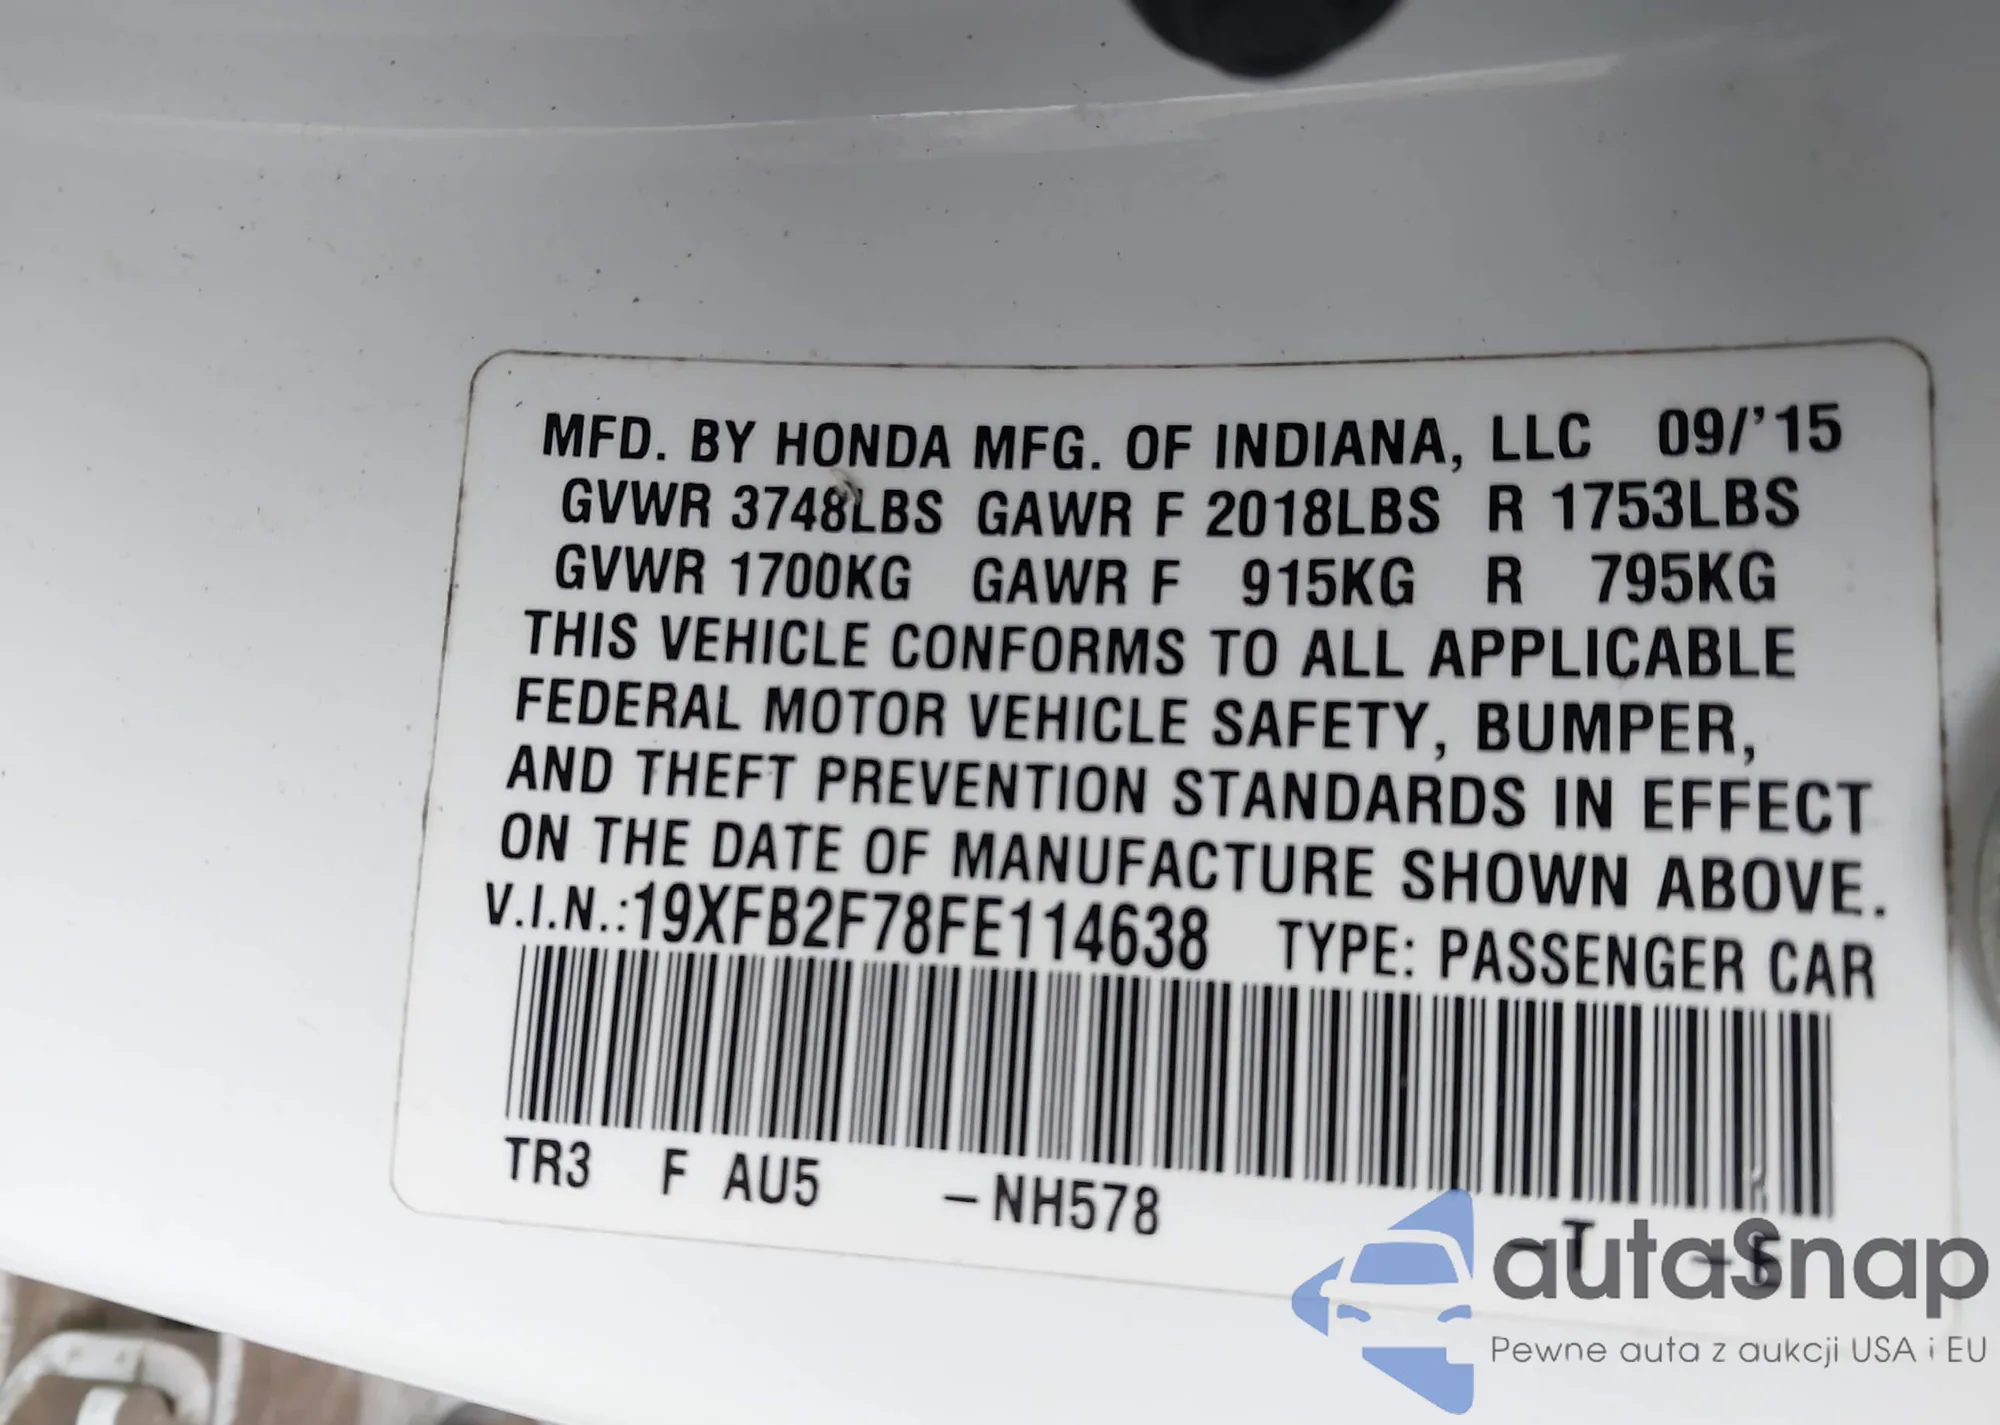 MFD. BY HONDA MFG. OF INDIANA, LLC 09/'15
GVWR 3748LBS GAWR F 2018LBS R 1753LBS
GVWR 1700KG GAWR F 915KG R 795KG
THIS VEHICLE CONFORMS TO ALL APPLICABLE
FEDERAL MOTOR VEHICLE SAFETY, BUMPER,
AND THEFT PREVENTION STANDARDS IN EFFECT
ON THE DATE OF MANUFACTURE SHOWN ABOVE.
V.I.N.:19XFB2F78FE114638 TYPE: PASSENGER CAR
TR3 F AU5 –NH578 –T –E
autaSnap
Pewne auta z aukcji USA i EU